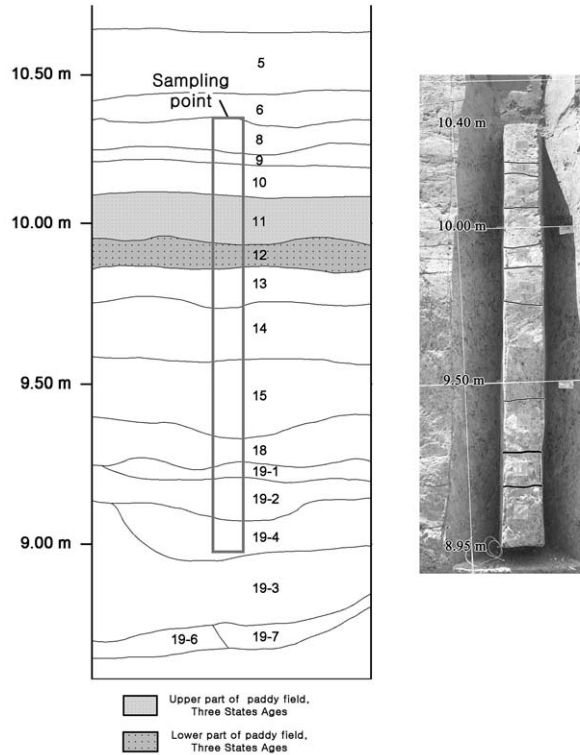 10.50 m
10.00 m
9.50 m
9.00 m
Sampling
point
5
6
8
9
10
11
12
13
14
15
18
19-1
19-2
19-4
19-3
19-6
19-7
Upper part of paddy field,
Three States Ages
Lower part of paddy field,
Three States Ages
10.40 m
10.00 m
9.50 m
8.95 m